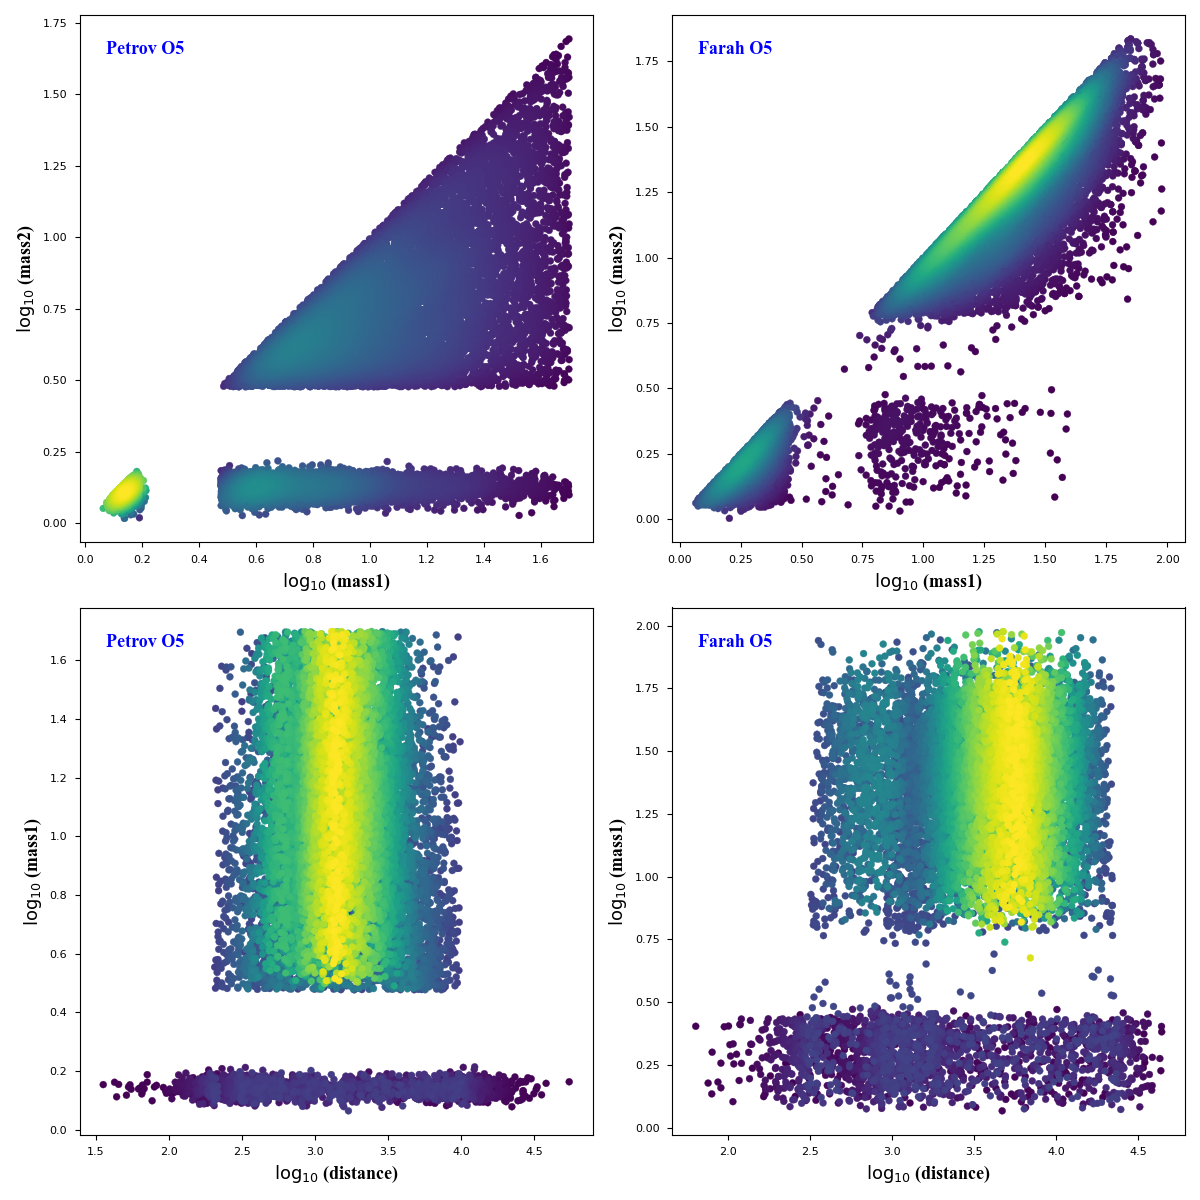 Petrov O5
1.75
1.50
1.25
1.00
0.75
0.50
0.25
0.00
log10 (mass2)
0.0 0.2 0.4 0.6 0.8 1.0 1.2 1.4 1.6
log10 (mass1)
Farah O5
1.75
1.50
1.25
1.00
0.75
0.50
0.25
0.00
log10 (mass2)
0.00 0.25 0.50 0.75 1.00 1.25 1.50 1.75 2.00
log10 (mass1)
Petrov O5
1.6
1.4
1.2
1.0
0.8
0.6
0.4
0.2
0.0
log10 (mass1)
1.5 2.0 2.5 3.0 3.5 4.0 4.5
log10 (distance)
Farah O5
2.00
1.75
1.50
1.25
1.00
0.75
0.50
0.25
0.00
log10 (mass1)
2.0 2.5 3.0 3.5 4.0 4.5
log10 (distance)